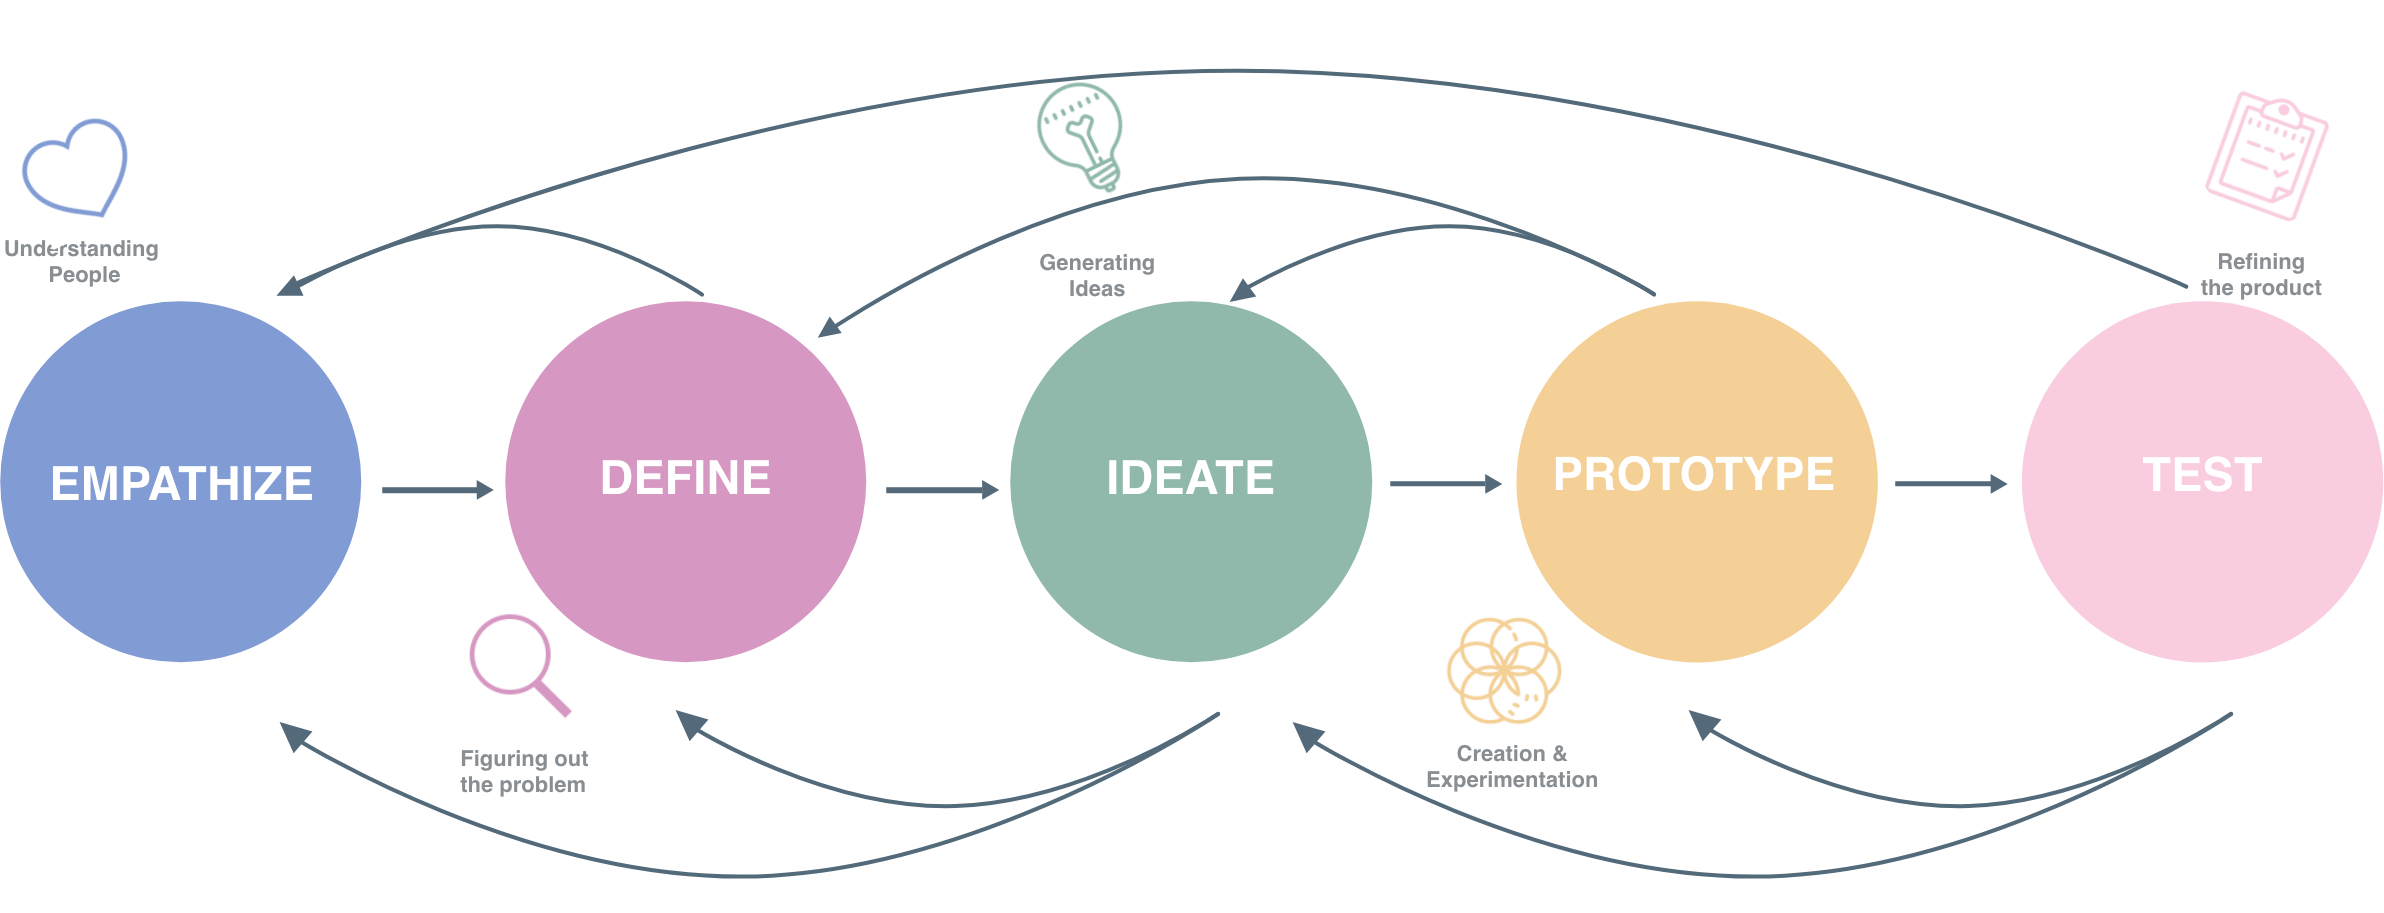 Understanding
People
Generating
Ideas
Refining
the product
EMPATHIZE
DEFINE
IDEATE
PROTOTYPE
TEST
Figuring out
the problem
Creation &
Experimentation